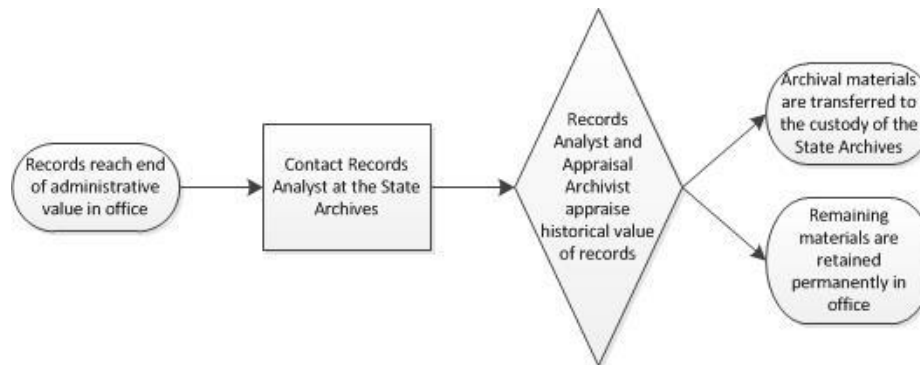 Records reach end
of administrative
value in office
Contact Records
Analyst at the State
Archives
Records
Analyst and
Appraisal
Archivist
appraise
historical value
of records
Archival materials
are transferred to
the custody of the
State Archives
Remaining
materials are
retained
permanently in
office